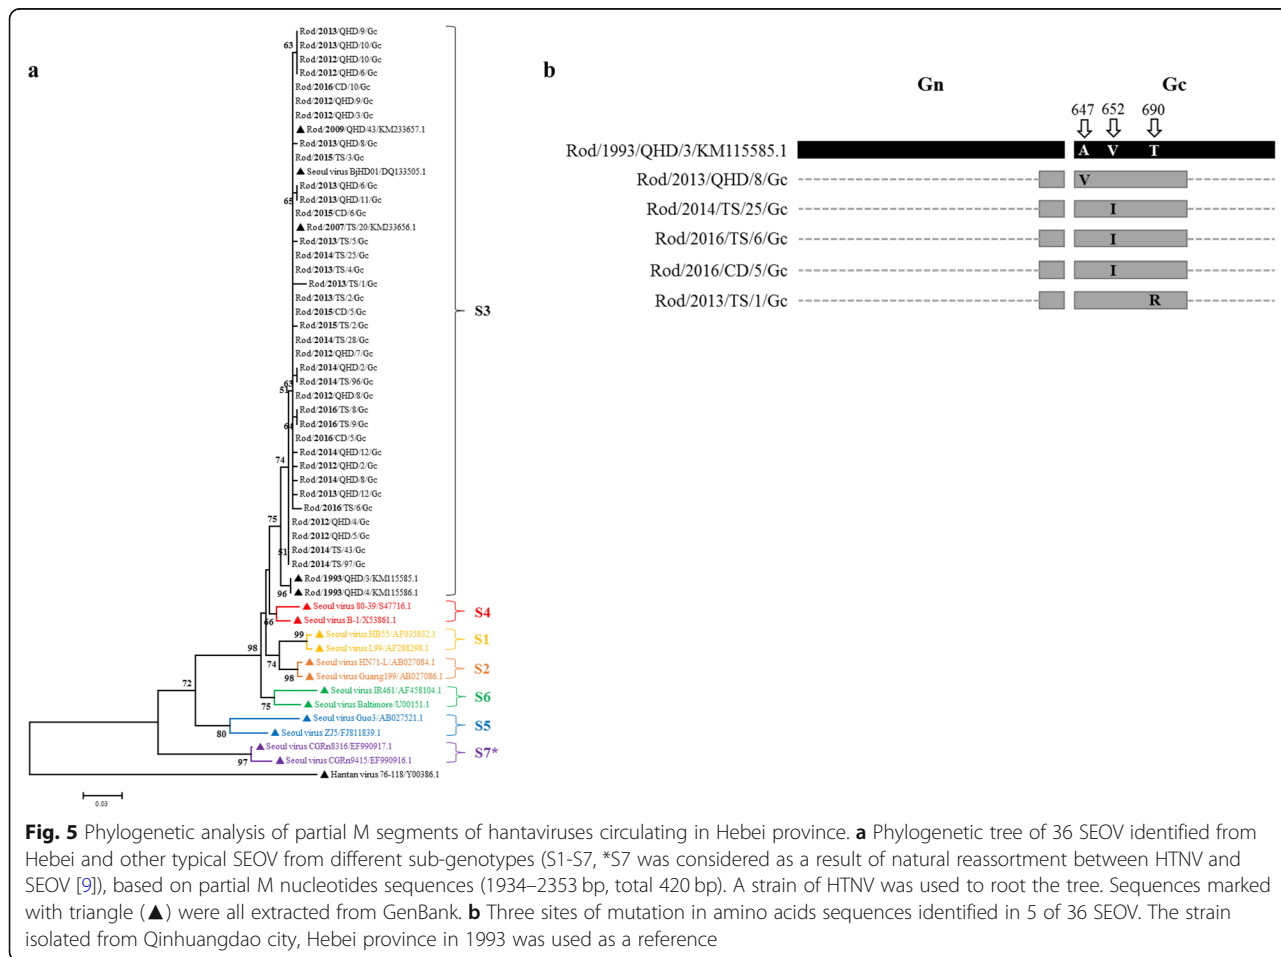 a
63
Rod/2013/QHD/9/Gc
Rod/2013/QHD/10/Gc
Rod/2012/QHD/10/Gc
Rod/2012/QHD/6/Gc
Rod/2016/CD/10/Gc
Rod/2012/QHD/9/Gc
Rod/2012/QHD/3/Gc
▲ Rod/2009/QHD/43/KM233657.1
Rod/2013/QHD/8/Gc
Rod/2015/TS/3/Gc
▲ Seoul virus BjHD01/DQ133505.1
Rod/2013/QHD/6/Gc
65
Rod/2013/QHD/11/Gc
Rod/2015/CD/6/Gc
▲ Rod/2007/TS/20/KM233656.1
Rod/2013/TS/5/Gc
Rod/2014/TS/25/Gc
Rod/2013/TS/4/Gc
Rod/2013/TS/1/Gc
Rod/2013/TS/2/Gc
Rod/2015/CD/5/Gc
S3
Rod/2015/TS/2/Gc
Rod/2014/TS/28/Gc
Rod/2012/QHD/7/Gc
Rod/2014/QHD/2/Gc
63
Rod/2014/TS/96/Gc
51
Rod/2012/QHD/8/Gc
Rod/2016/TS/8/Gc
64
Rod/2016/TS/9/Gc
Rod/2016/CD/5/Gc
Rod/2014/QHD/12/Gc
74
Rod/2012/QHD/2/Gc
Rod/2014/QHD/8/Gc
Rod/2013/QHD/12/Gc
Rod/2016/TS/6/Gc
75
Rod/2012/QHD/4/Gc
Rod/2012/QHD/5/Gc
51
Rod/2014/TS/43/Gc
Rod/2014/TS/97/Gc
▲ Rod/1993/QHD/3/KM115585.1
96
▲ Rod/1993/QHD/4/KM115586.1
▲ Seoul virus 80-39/S47716.1
S4
66
▲ Seoul virus B-1/X53861.1
99
▲ Seoul virus HB55/AF035832.1
S1
98
▲ Seoul virus L99/AF288298.1
74
▲ Seoul virus HN71-L/AB027084.1
S2
98
▲ Seoul virus Guang199/AB027086.1
72
▲ Seoul virus IR461/AF458104.1
S6
75
▲ Seoul virus Baltimore/U00151.1
▲ Seoul virus Guo3/AB027521.1
S5
80
▲ Seoul virus ZJ5/FJ811839.1
▲ Seoul virus CGRn8316/EF990917.1
S7*
97
▲ Seoul virus CGRn9415/EF990916.1
▲ Hantan virus 76-118/Y00386.1
0.03
b
Gn Gc
647 652 690
Rod/1993/QHD/3/KM115585.1 A V T
Rod/2013/QHD/8/Gc V
Rod/2014/TS/25/Gc I
Rod/2016/TS/6/Gc I
Rod/2016/CD/5/Gc I
Rod/2013/TS/1/Gc R
Fig. 5 Phylogenetic analysis of partial M segments of hantaviruses circulating in Hebei province. a Phylogenetic tree of 36 SEOV identified from
Hebei and other typical SEOV from different sub-genotypes (S1-S7, *S7 was considered as a result of natural reassortment between HTNV and
SEOV [9]), based on partial M nucleotides sequences (1934–2353 bp, total 420 bp). A strain of HTNV was used to root the tree. Sequences marked
with triangle (▲) were all extracted from GenBank. b Three sites of mutation in amino acids sequences identified in 5 of 36 SEOV. The strain
isolated from Qinhuangdao city, Hebei province in 1993 was used as a reference